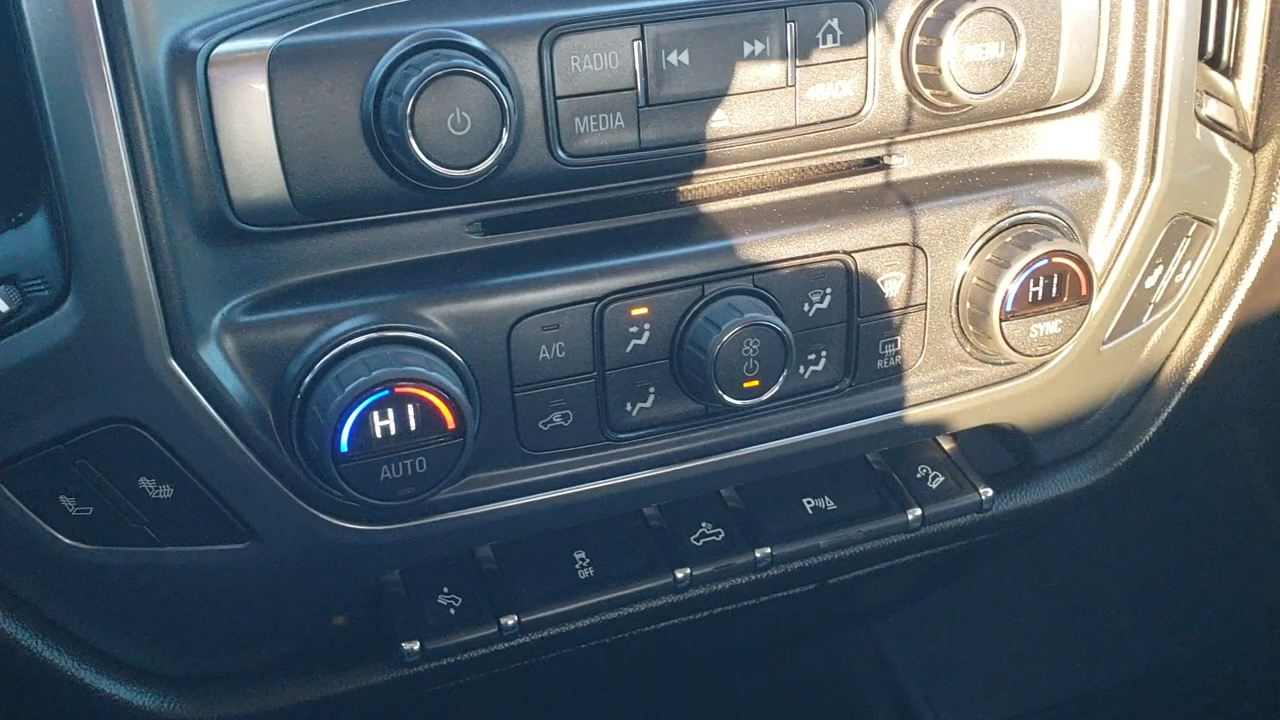 RADIO
MEDIA
BACK
MENU
HI
AUTO
A/C
REAR
HI
SYNC
OFF
P